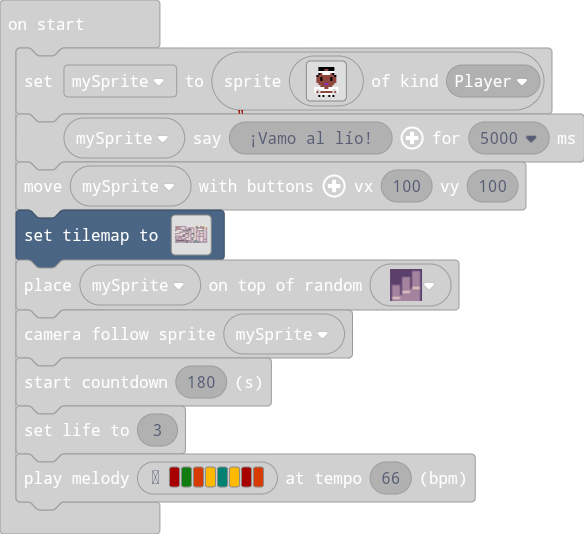 on start
set mySprite to sprite of kind Player
mySprite say ¡Vamo al lío! for 5000 ms
move mySprite with buttons vx 100 vy 100
set tilemap to
place mySprite on top of random
camera follow sprite mySprite
start countdown 180 (s)
set life to 3
play melody at tempo 66 (bpm)